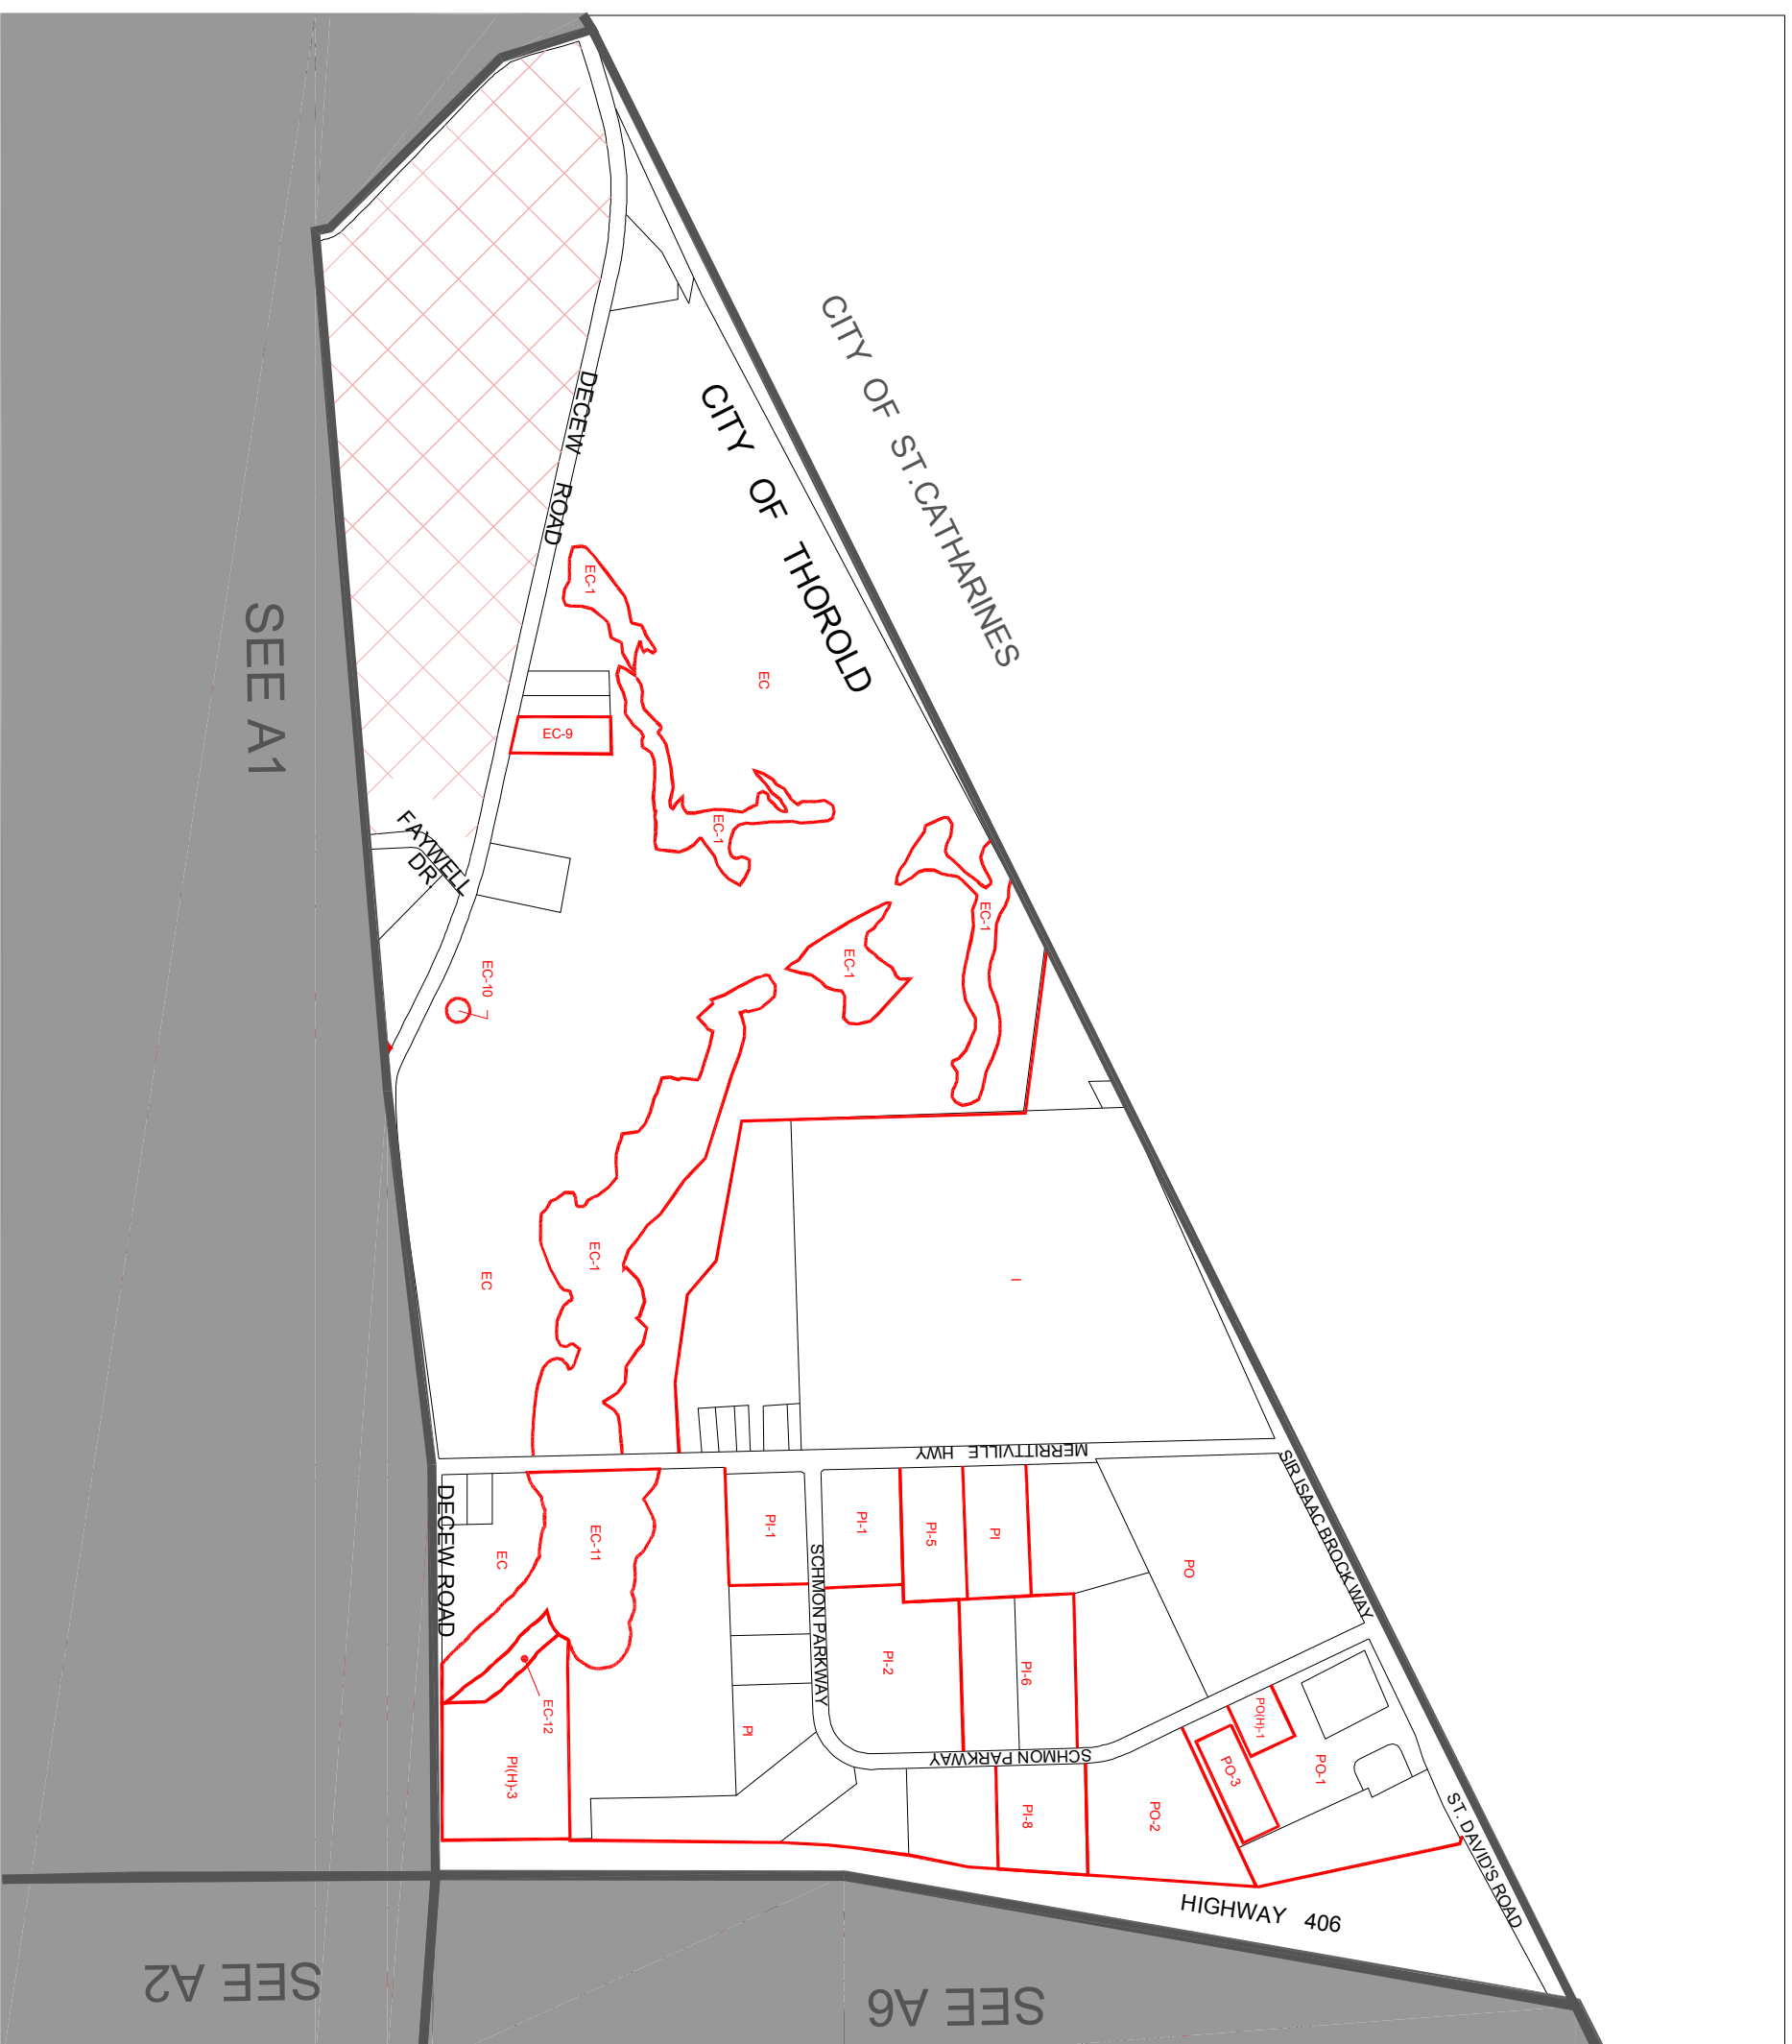 CITY OF ST.CATHARINES
CITY OF THOROLD
DECEW ROAD
EC-1
SEE A1
EC
EC-9
EC-1
FAYWELL
DR.
EC-1
EC-1
EC-10
EC-1
EC
I
MERRITTVILLE HWY
SIR ISAAC BROCK WAY
DECEW ROAD
EC
EC-11
PI-1
SCHMON PARKWAY
PI-1
PI-5
PI
PO
PI-2
PI-6
EC-12
PI
PI(H)-3
SCHMON PARKWAY
PO(H)-1
PO-3
PO-1
PI-8
PO-2
ST. DAVID'S ROAD
HIGHWAY 406
SEE A2
SEE A6